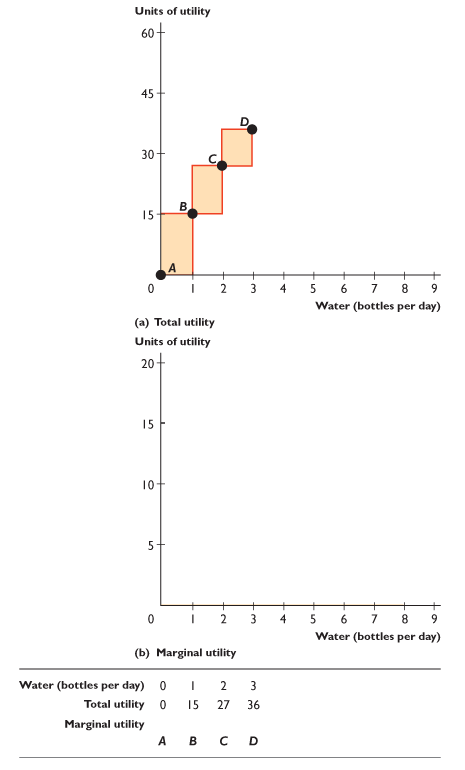 Units of utility
60
45
30
15
D
C
B
A
0 1 2 3 4 5 6 7 8 9
Water (bottles per day)
(a) Total utility
Units of utility
20
15
10
5
0 1 2 3 4 5 6 7 8 9
Water (bottles per day)
(b) Marginal utility
Water (bottles per day) 0 1 2 3
Total utility 0 15 27 36
Marginal utility
A B C D